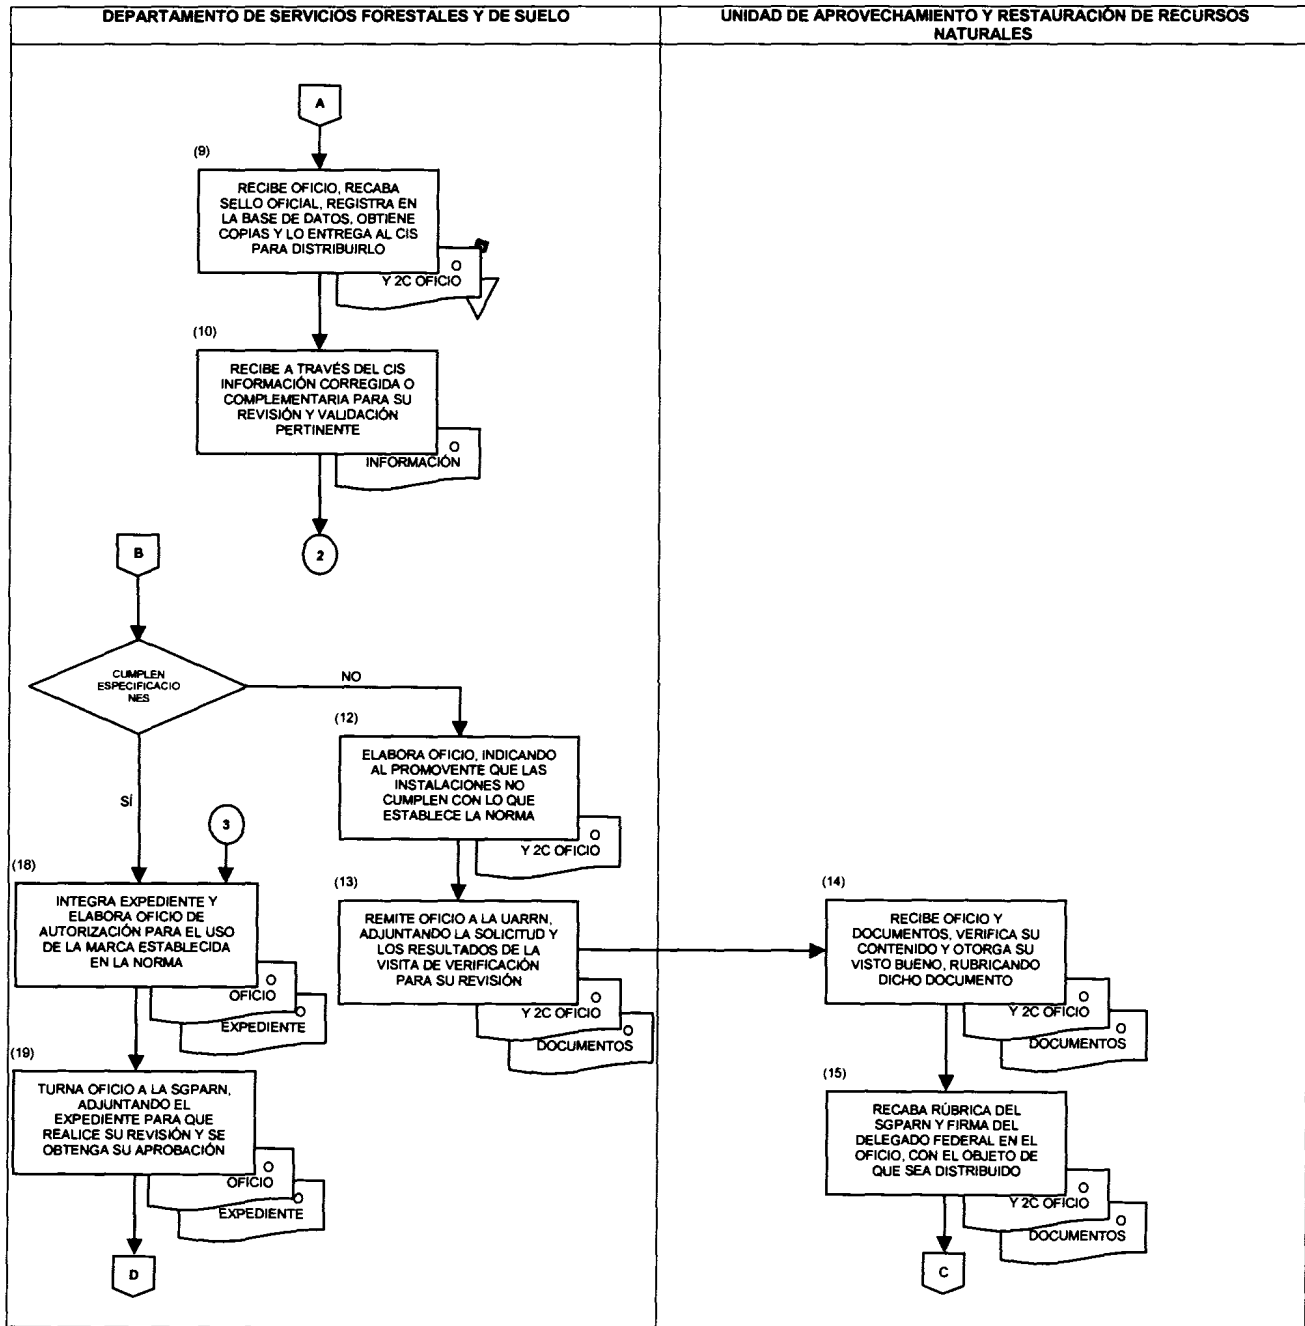 DEPARTAMENTO DE SERVICIOS FORESTALES Y DE SUELO
UNIDAD DE APROVECHAMIENTO Y RESTAURACIÓN DE RECURSOS
NATURALES
A
(9)
RECIBE OFICIO, RECABA
SELLO OFICIAL, REGISTRA EN
LA BASE DE DATOS, OBTIENE
COPIAS Y LO ENTREGA AL CIS
PARA DISTRIBUIRLO
O
Y 2C OFICIO
(10)
RECIBE A TRAVÉS DEL CIS
INFORMACIÓN CORREGIDA O
COMPLEMENTARIA PARA SU
REVISIÓN Y VALIDACIÓN
PERTINENTE
O
INFORMACIÓN
2
B
CUMPLEN
ESPECIFICACIO
NES
NO
SÍ
(12)
ELABORA OFICIO, INDICANDO
AL PROMOVENTE QUE LAS
INSTALACIONES NO
CUMPLEN CON LO QUE
ESTABLECE LA NORMA
O
Y 2C OFICIO
3
(18)
INTEGRA EXPEDIENTE Y
ELABORA OFICIO DE
AUTORIZACIÓN PARA EL USO
DE LA MARCA ESTABLECIDA
EN LA NORMA
O
OFICIO
O
EXPEDIENTE
(13)
REMITE OFICIO A LA UARRN,
ADJUNTANDO LA SOLICITUD Y
LOS RESULTADOS DE LA
VISITA DE VERIFICACIÓN
PARA SU REVISIÓN
O
Y 2C OFICIO
O
DOCUMENTOS
(14)
RECIBE OFICIO Y
DOCUMENTOS, VERIFICA SU
CONTENIDO Y OTORGA SU
VISTO BUENO, RUBRICANDO
DICHO DOCUMENTO
O
Y 2C OFICIO
O
DOCUMENTOS
(19)
TURNA OFICIO A LA SGPARN,
ADJUNTANDO EL
EXPEDIENTE PARA QUE
REALICE SU REVISIÓN Y SE
OBTENGA SU APROBACIÓN
O
OFICIO
O
EXPEDIENTE
D
(15)
RECABA RÚBRICA DEL
SGPARN Y FIRMA DEL
DELEGADO FEDERAL EN EL
OFICIO, CON EL OBJETO DE
QUE SEA DISTRIBUIDO
O
Y 2C OFICIO
O
DOCUMENTOS
C